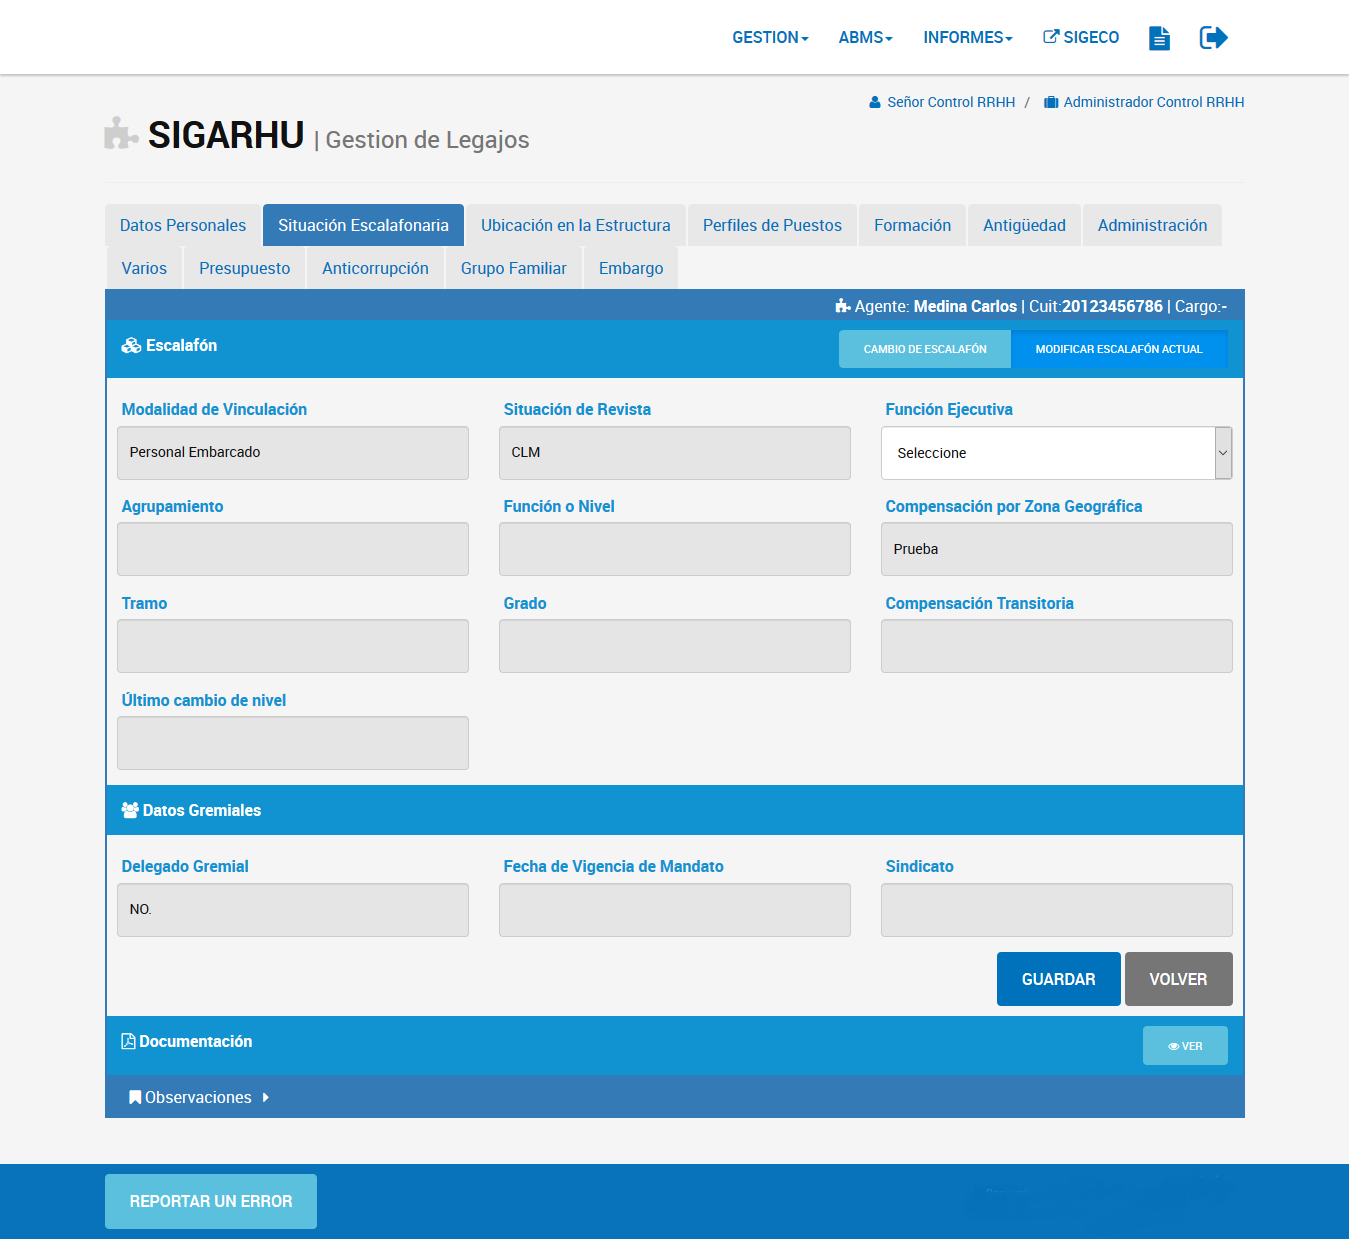 GESTION ABMS INFORMES SIGECO
Señor Control RRHH / Administrador Control RRHH
SIGARHU | Gestion de Legajos
Datos Personales Situación Escalafonaria Ubicación en la Estructura Perfiles de Puestos Formación Antigüedad Administración
Varios Presupuesto Anticorrupción Grupo Familiar Embargo
Agente: Medina Carlos | Cuit:20123456786 | Cargo:-
Escalafón CAMBIO DE ESCALAFÓN MODIFICAR ESCALAFÓN ACTUAL
Modalidad de Vinculación Situación de Revista Función Ejecutiva
Personal Embarcado CLM Seleccione
Agrupamiento Función o Nivel Compensación por Zona Geográfica
Prueba
Tramo Grado Compensación Transitoria
Último cambio de nivel
Datos Gremiales
Delegado Gremial Fecha de Vigencia de Mandato Sindicato
NO.
GUARDAR VOLVER
Documentación VER
Observaciones
REPORTAR UN ERROR